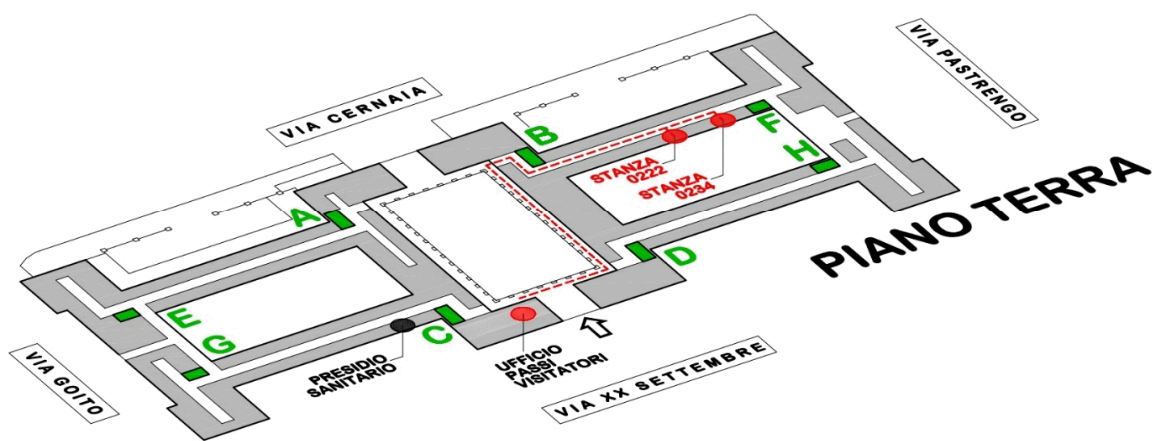 VIA PASTRENGO
VIA CERNAIA
B
F
STANZA
0222
STANZA
0234
H
A
PIANO TERRA
D
E
G
C
PRESIDIO
SANITARIO
UFFICIO
PASSI
VISITATORI
VIA GOITO
VIA XX SETTEMBRE